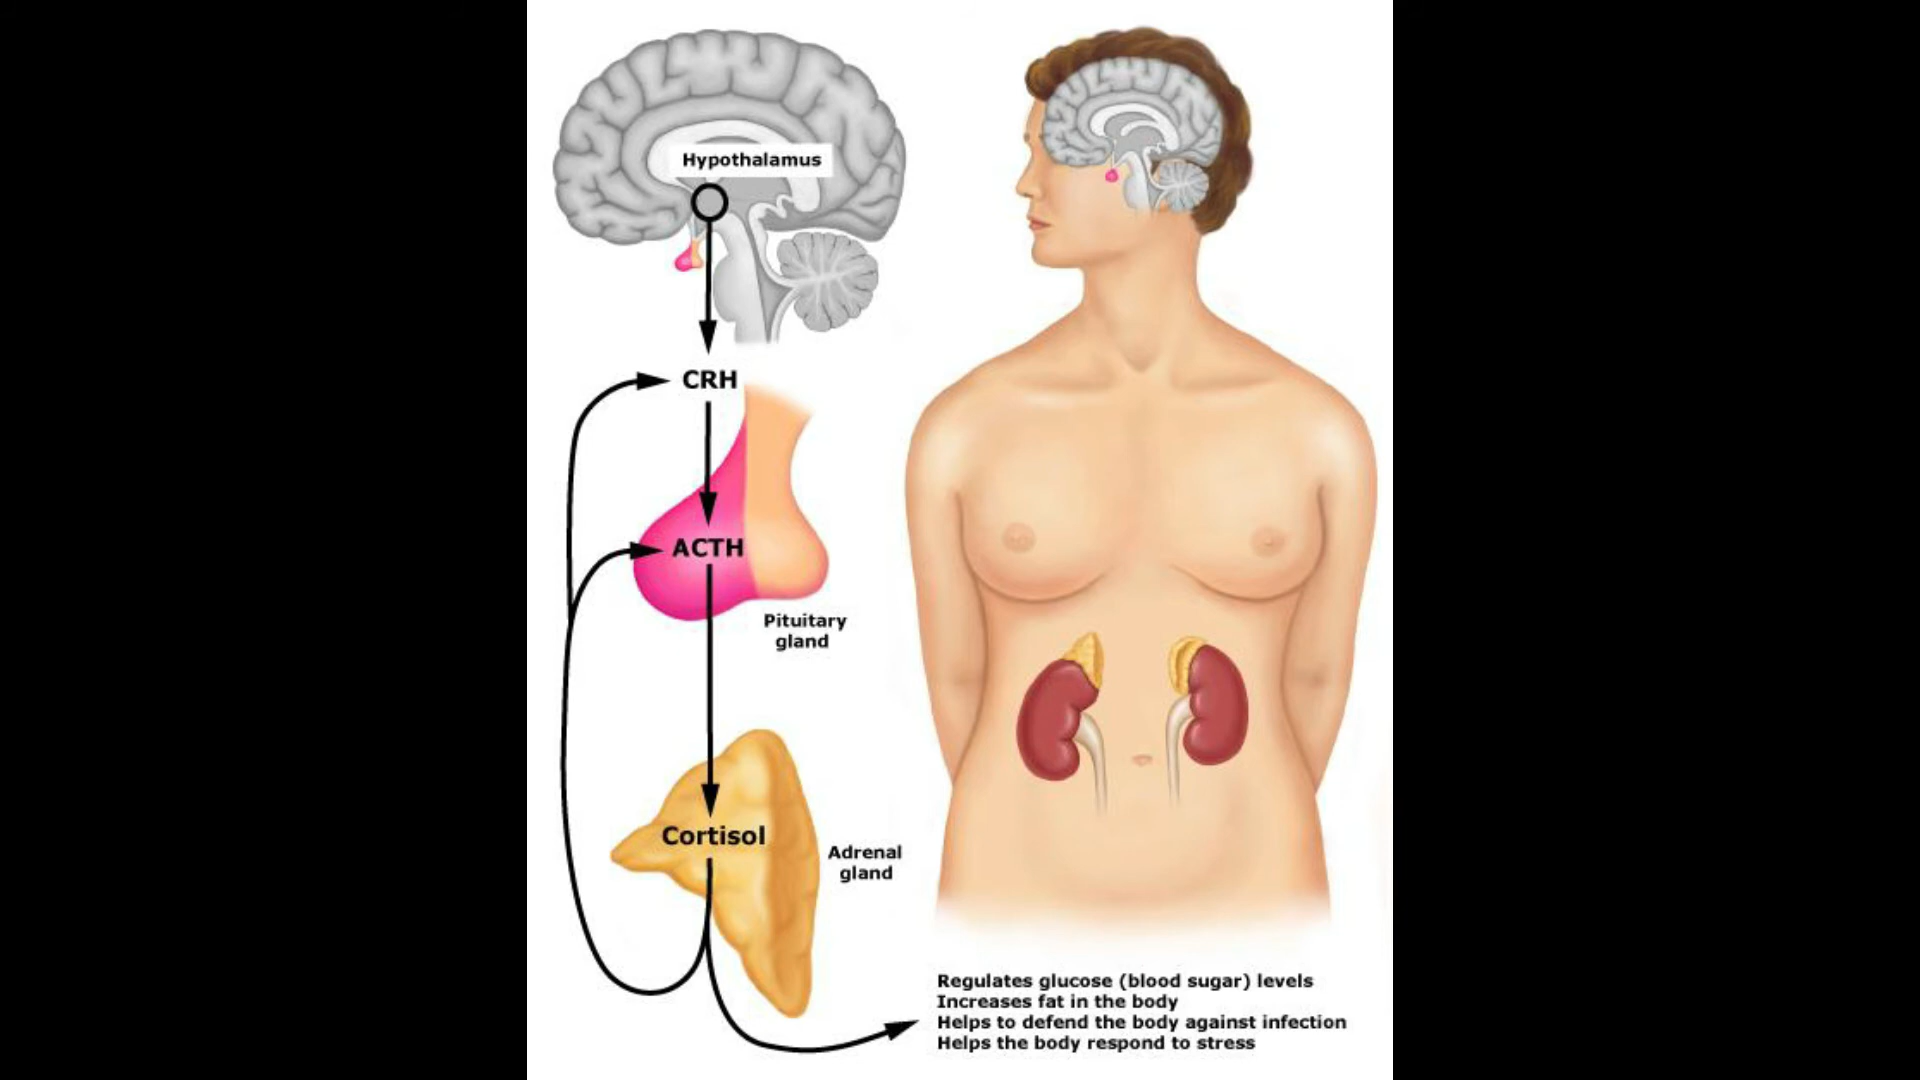 Hypothalamus
CRH
ACTH
Pituitary
gland
Cortisol
Adrenal
gland
Regulates glucose (blood sugar) levels
Increases fat in the body
Helps to defend the body against infection
Helps the body respond to stress